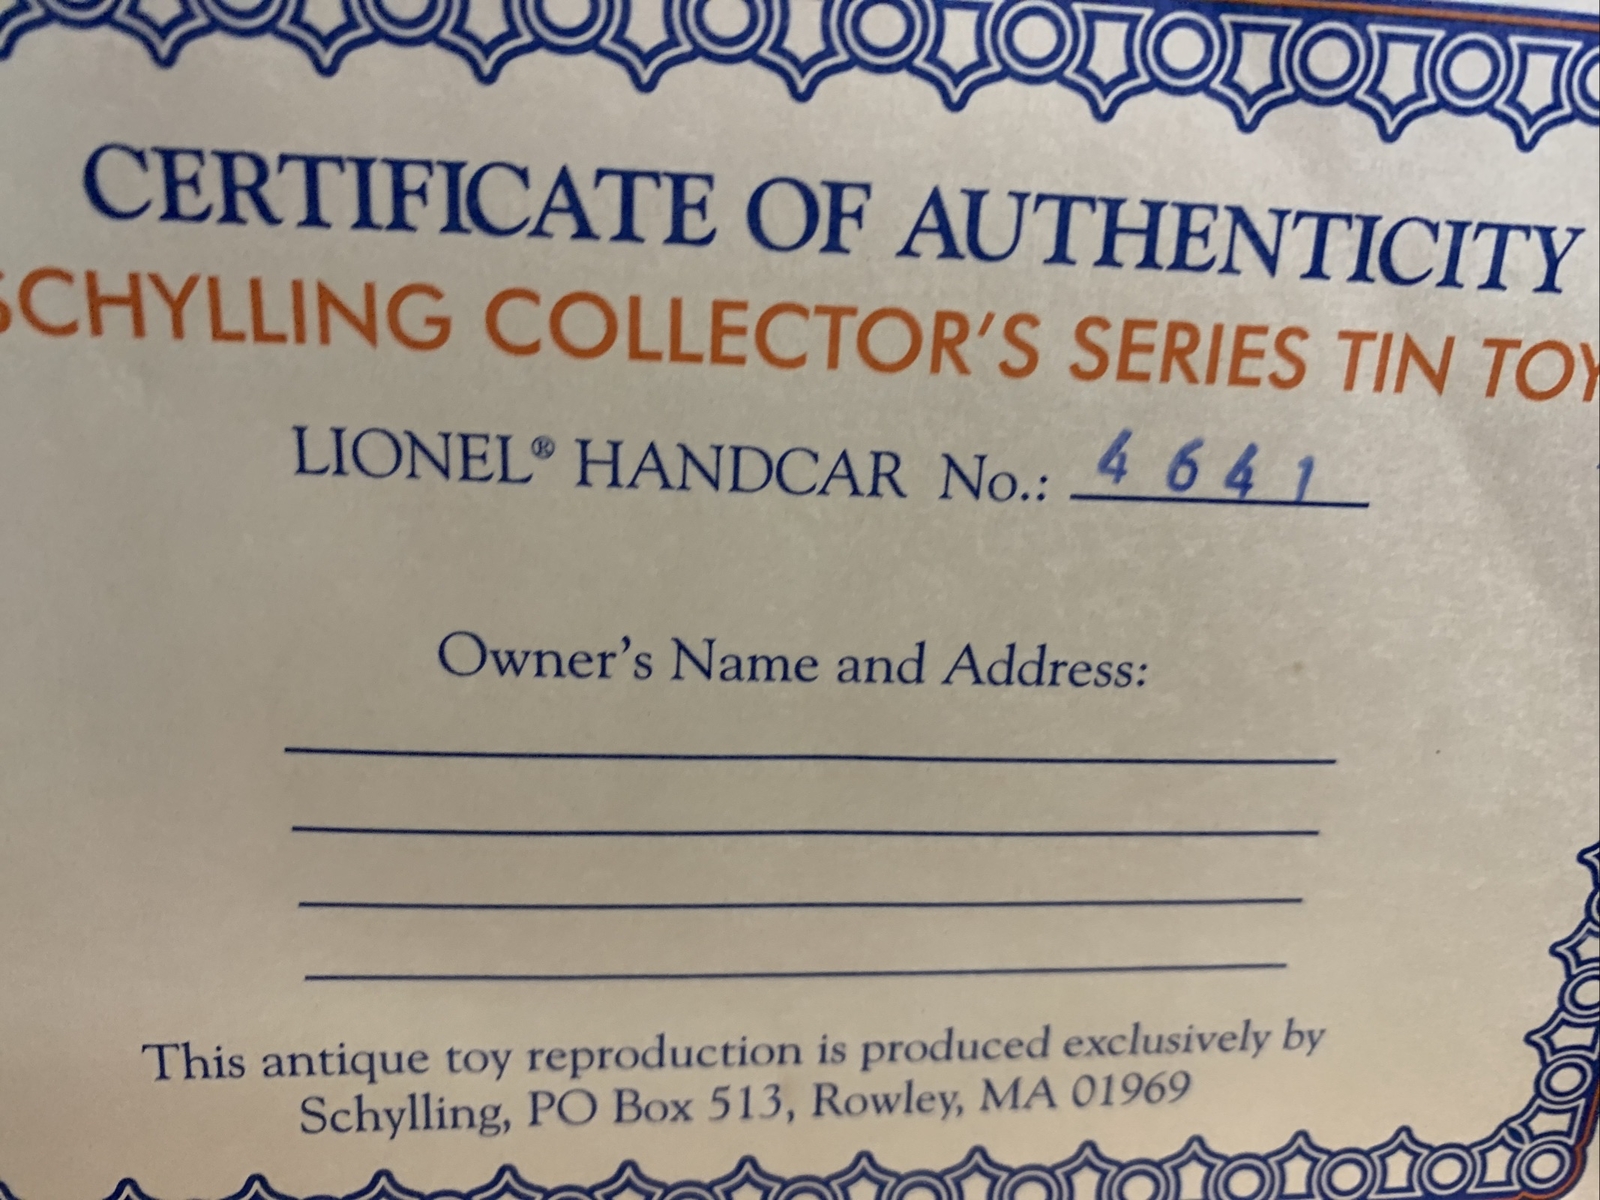 CERTIFICATE OF AUTHENTICITY
SCHYLLING COLLECTOR'S SERIES TIN TOY
LIONEL® HANDCAR No.: 4641
Owner's Name and Address:
This antique toy reproduction is produced exclusively by
Schylling, PO Box 513, Rowley, MA 01969